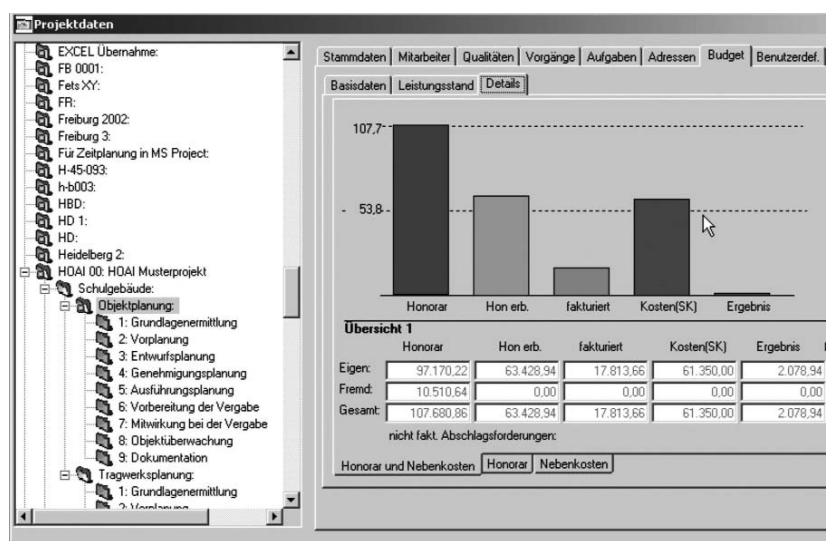 Projektdaten
EXCEL Übernahme:
FB 0001:
Fets XY:
FR:
Freiburg 2002:
Freiburg 3:
Für Zeitplanung in MS Project:
H-45-093:
h-b003:
HBD:
HD 1:
HD:
Heidelberg 2:
HOAI 00: HOAI Musterprojekt
Schulgebäude:
Objektplanung:
1: Grundlagenermittlung
2: Vorplanung
3: Entwurfsplanung
4: Genehmigungsplanung
5: Ausführungsplanung
6: Vorbereitung der Vergabe
7: Mitwirkung bei der Vergabe
8: Objektüberwachung
9: Dokumentation
Tragwerksplanung:
1: Grundlagenermittlung
2: Vorplanung
Stammdaten Mitarbeiter Qualitäten Vorgänge Aufgaben Adressen Budget Benutzerdef.
Basisdaten Leistungsstand Details
107,7
53,8
Honorar Hon erb. fakturiert Kosten(SK) Ergebnis
Übersicht 1
Honorar Hon erb. fakturiert Kosten(SK) Ergebnis
Eigen: 97.170,22 63.428,94 17.813,66 61.350,00 2.078,94
Fremd: 10.510,64 0,00 0,00 0,00 0,00
Gesamt: 107.680,86 63.428,94 17.813,66 61.350,00 2.078,94
nicht fakt. Abschlagsforderungen:
Honorar und Nebenkosten Honorar Nebenkosten